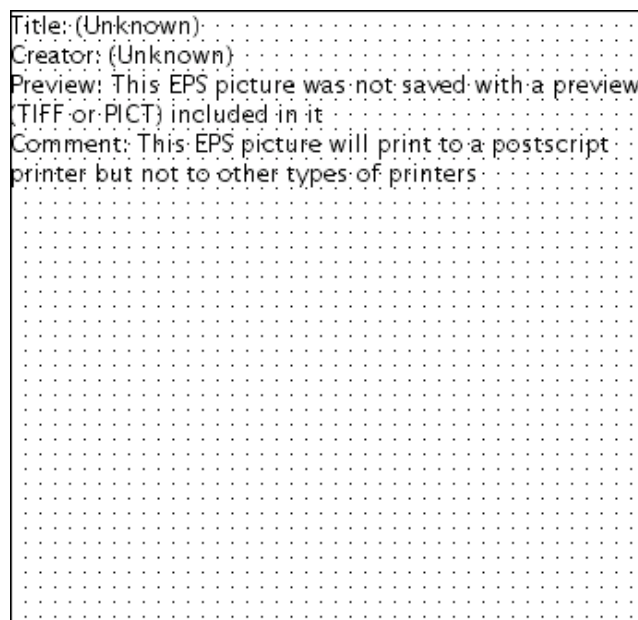 Title: (Unknown)
Creator: (Unknown)
Preview: This EPS picture was not saved with a preview
(TIFF or PICT) included in it
Comment: This EPS picture will print to a postscript
printer but not to other types of printers